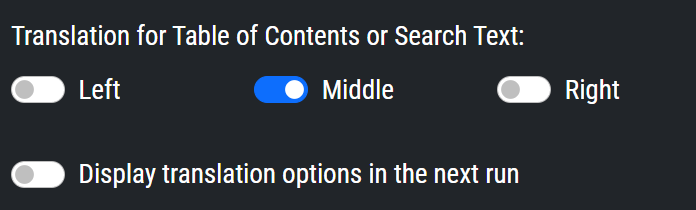 Translation for Table of Contents or Search Text:
Left Middle Right
Display translation options in the next run